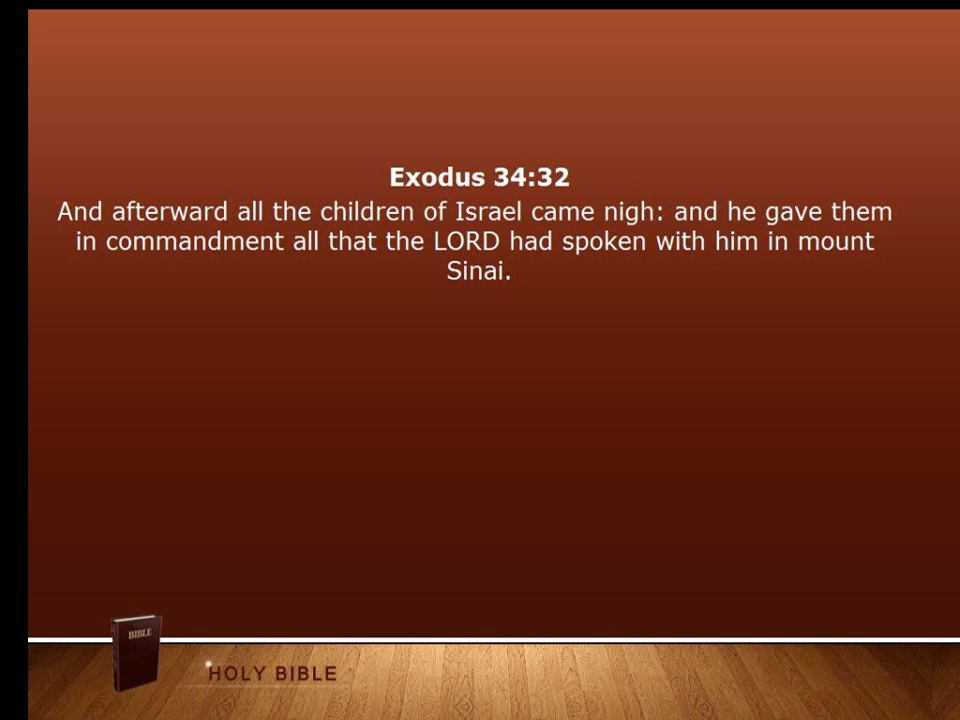 Exodus 34:32
And afterward all the children of Israel came nigh: and he gave them
in commandment all that the LORD had spoken with him in mount
Sinai.
BIBLE
HOLY BIBLE